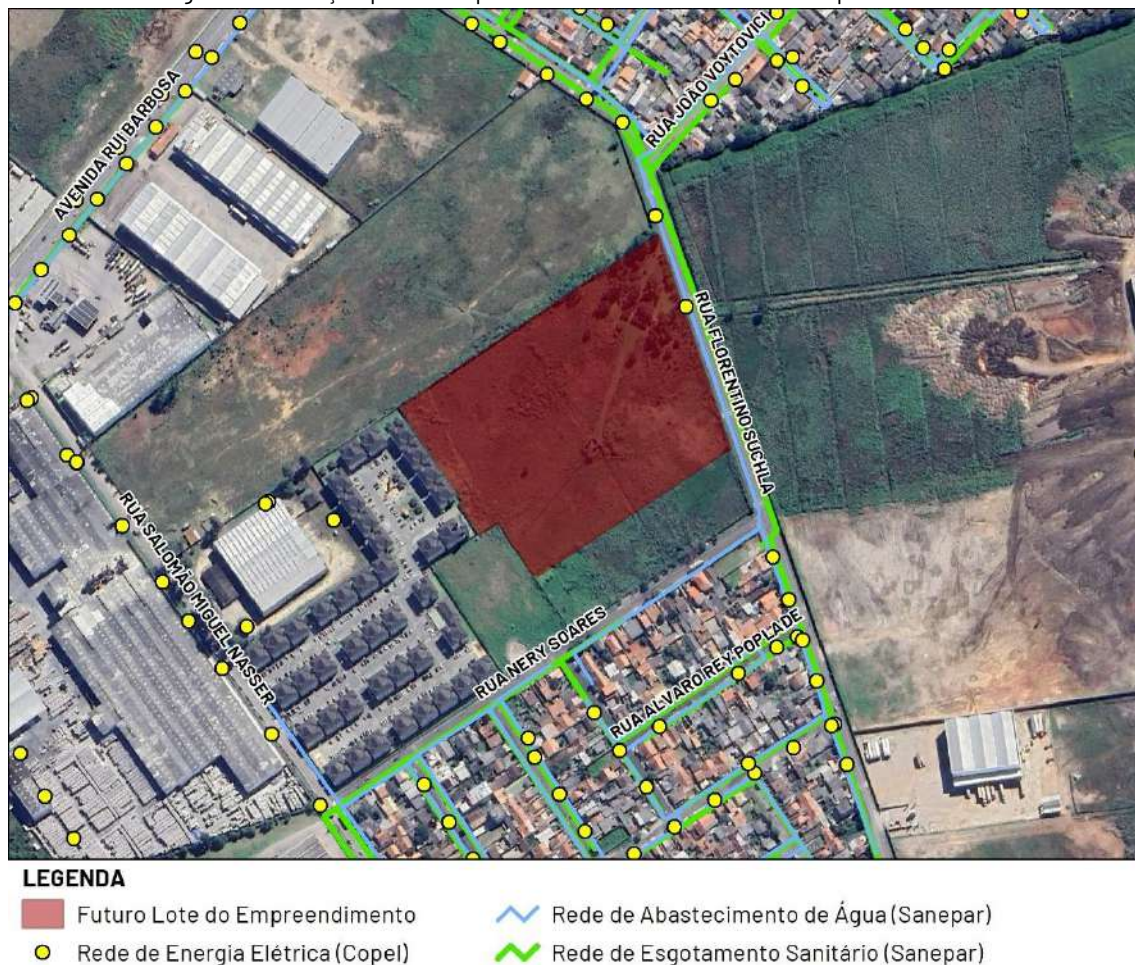 AVENIDA RUI BARBOSA
RUA JOÃO VOYTOVICI
RUA FLORENTINO SUCHLA
RUA SALOMÃO MIGUEL NASSER
RUA NERY SOARES
RUA ALVARO REY POPLADE
LEGENDA
Futuro Lote do Empreendimento
Rede de Abastecimento de Água (Sanepar)
Rede de Energia Elétrica (Copel)
Rede de Esgotamento Sanitário (Sanepar)